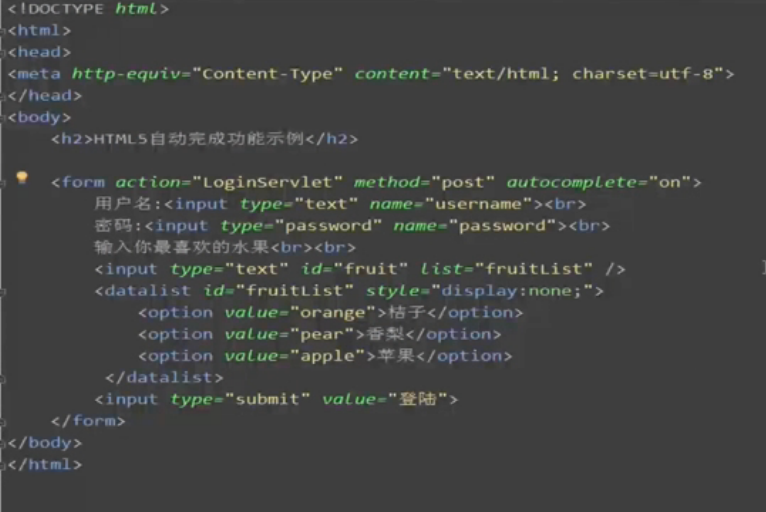 <!DOCTYPE html>
<html>
<head>
<meta http-equiv="Content-Type" content="text/html; charset=utf-8">
</head>
<body>
<h2>HTML5自动完成功能示例</h2>
<form action="LoginServlet" method="post" autocomplete="on">
用户名:<input type="text" name="username"><br>
密码:<input type="password" name="password"><br>
输入你最喜欢的水果<br><br>
<input type="text" id="fruit" list="fruitList" />
<datalist id="fruitList" style="display:none;">
<option value="orange">桔子</option>
<option value="pear">香梨</option>
<option value="apple">苹果</option>
</datalist>
<input type="submit" value="登陆">
</form>
</body>
</html>